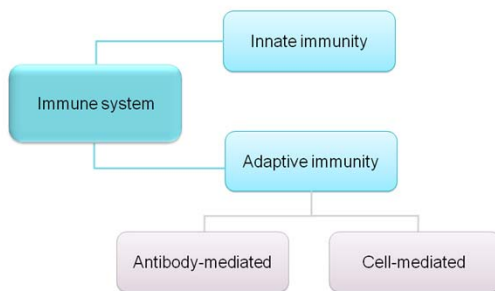 Innate immunity
Immune system
Adaptive immunity
Antibody-mediated
Cell-mediated